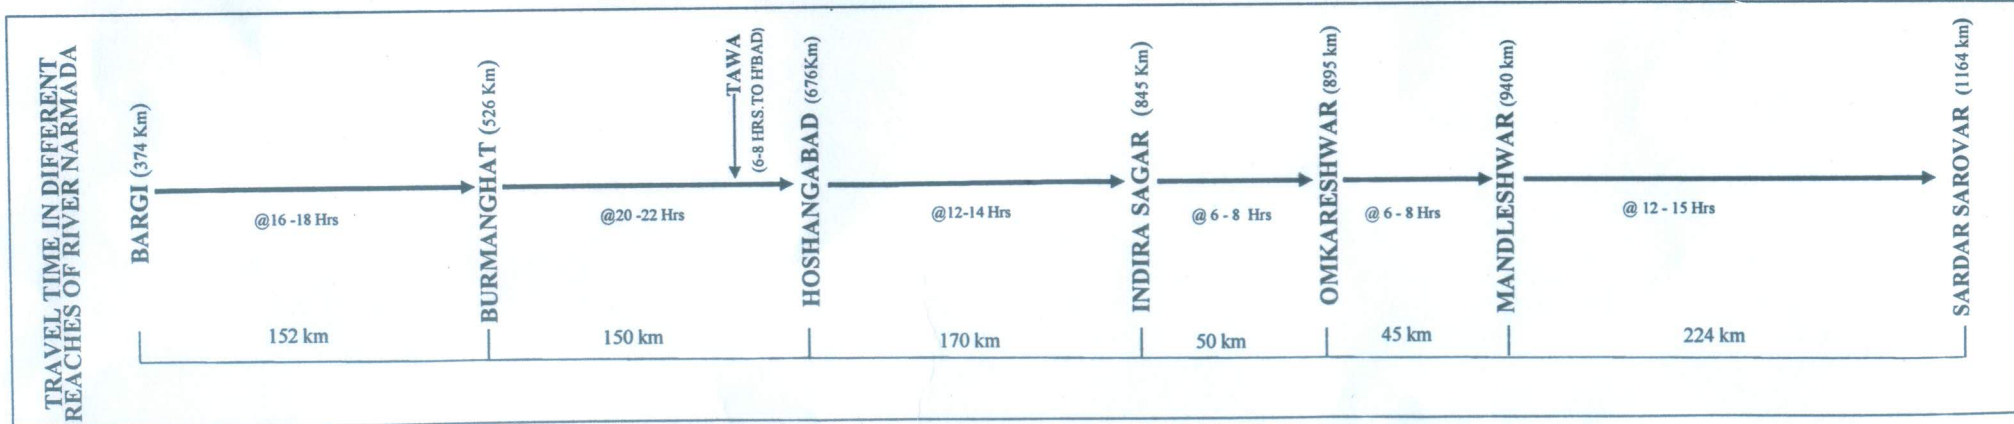 TRAVEL TIME IN DIFFERENT
REACHES OF RIVER NARMADA
BARGI (374 Km)
@16 -18 Hrs
BURMANGHAT (526 Km)
@20 -22 Hrs
TAWA
(6-8 HRS.TO H'BAD)
HOSHANGABAD (676Km)
@12-14 Hrs
INDIRA SAGAR (845 Km)
@ 6 - 8 Hrs
OMKARESHWAR (895 km)
@ 6 - 8 Hrs
MANDLESHWAR (940 km)
@ 12 - 15 Hrs
SARDAR SAROVAR (1164 km)
152 km
150 km
170 km
50 km
45 km
224 km